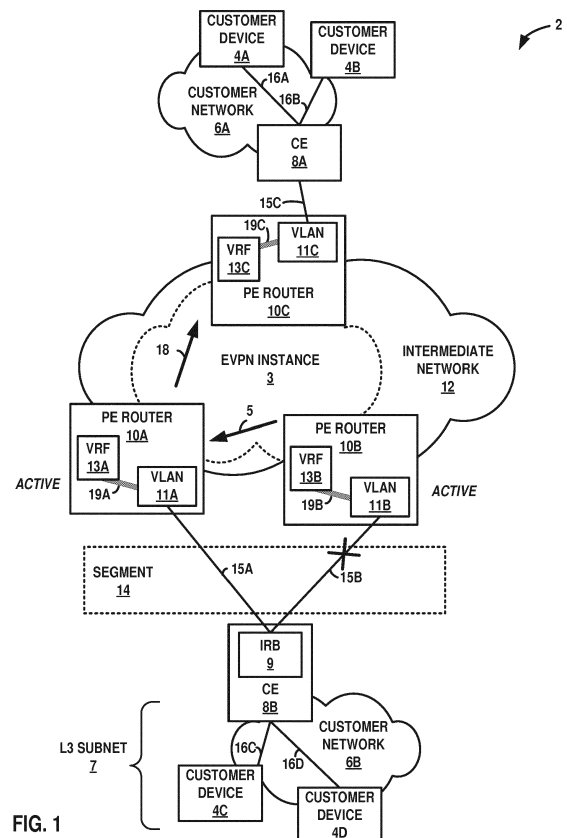 2
CUSTOMER
DEVICE
4A
CUSTOMER
DEVICE
4B
16A
16B
CUSTOMER
NETWORK
6A
CE
8A
15C
19C
VLAN
11C
VRF
13C
PE ROUTER
10C
18
EVPN INSTANCE
3
INTERMEDIATE
NETWORK
12
PE ROUTER
10A
5
PE ROUTER
10B
VRF
13A
VLAN
11A
19A
ACTIVE
VRF
13B
VLAN
11B
19B
ACTIVE
SEGMENT
14
15A
15B
IRB
9
CE
8B
L3 SUBNET
7
16C
16D
CUSTOMER
NETWORK
6B
CUSTOMER
DEVICE
4C
CUSTOMER
DEVICE
4D
FIG. 1